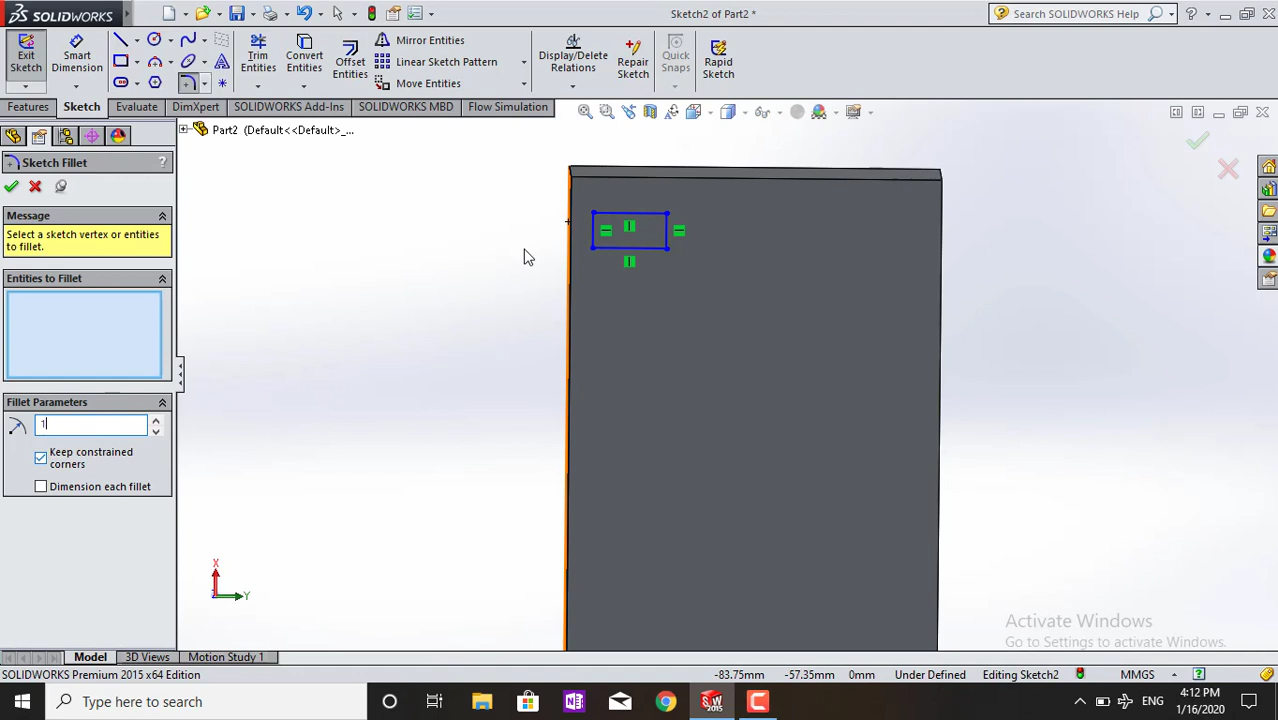 SOLIDWORKS
Sketch2 of Part2 *
Search SOLIDWORKS Help
Exit Sketch
Smart Dimension
Trim Entities
Convert Entities
Offset Entities
Mirror Entities
Linear Sketch Pattern
Move Entities
Display/Delete Relations
Repair Sketch
Quick Snaps
Rapid Sketch
Features
Sketch
Evaluate
DimXpert
SOLIDWORKS Add-Ins
SOLIDWORKS MBD
Flow Simulation
Part2 (Default<<Default>_...
Sketch Fillet
?
Message
Select a sketch vertex or entities
to fillet.
Entities to Fillet
Fillet Parameters
1
Keep constrained
corners
Dimension each fillet
X
Y
Activate Windows
Go to Settings to activate Windows.
Model
3D Views
Motion Study 1
SOLIDWORKS Premium 2015 x64 Edition
-83.75mm
-57.35mm
0mm
Under Defined
Editing Sketch2
MMGS
?
Type here to search
SW
2015
ENG
4:12 PM
1/16/2020